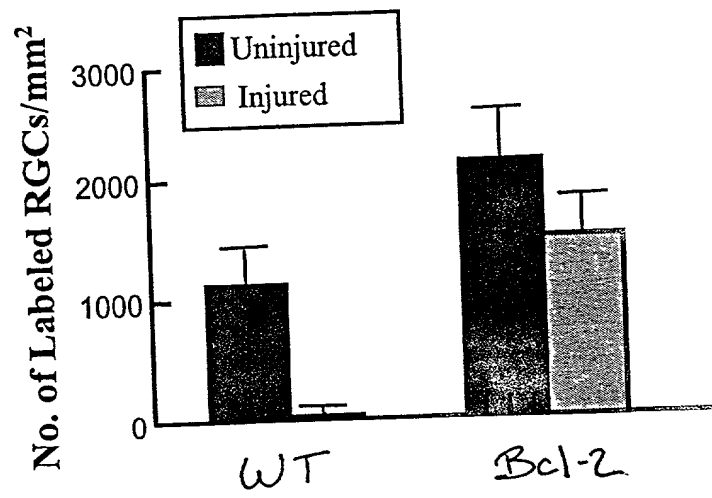 No. of Labeled RGCs/mm²
Uninjured
Injured
3000
2000
1000
0
WT
Bcl-2